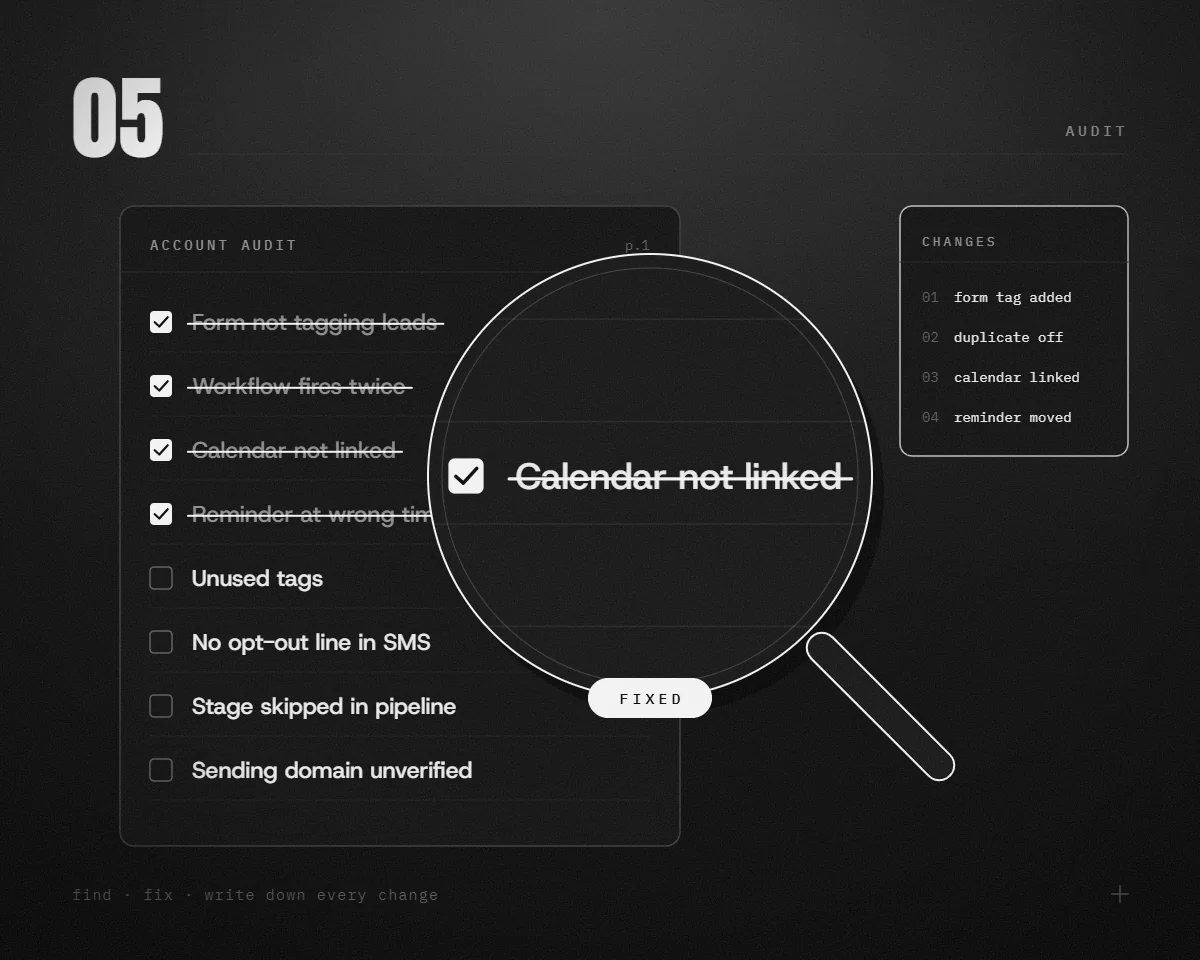 05
AUDIT
ACCOUNT AUDIT
p.1
Form not tagging leads
Workflow fires twice
Calendar not linked
Reminder at wrong tim
Unused tags
No opt-out line in SMS
Stage skipped in pipeline
Sending domain unverified
Calendar not linked
FIXED
CHANGES
01 form tag added
02 duplicate off
03 calendar linked
04 reminder moved
find · fix · write down every change